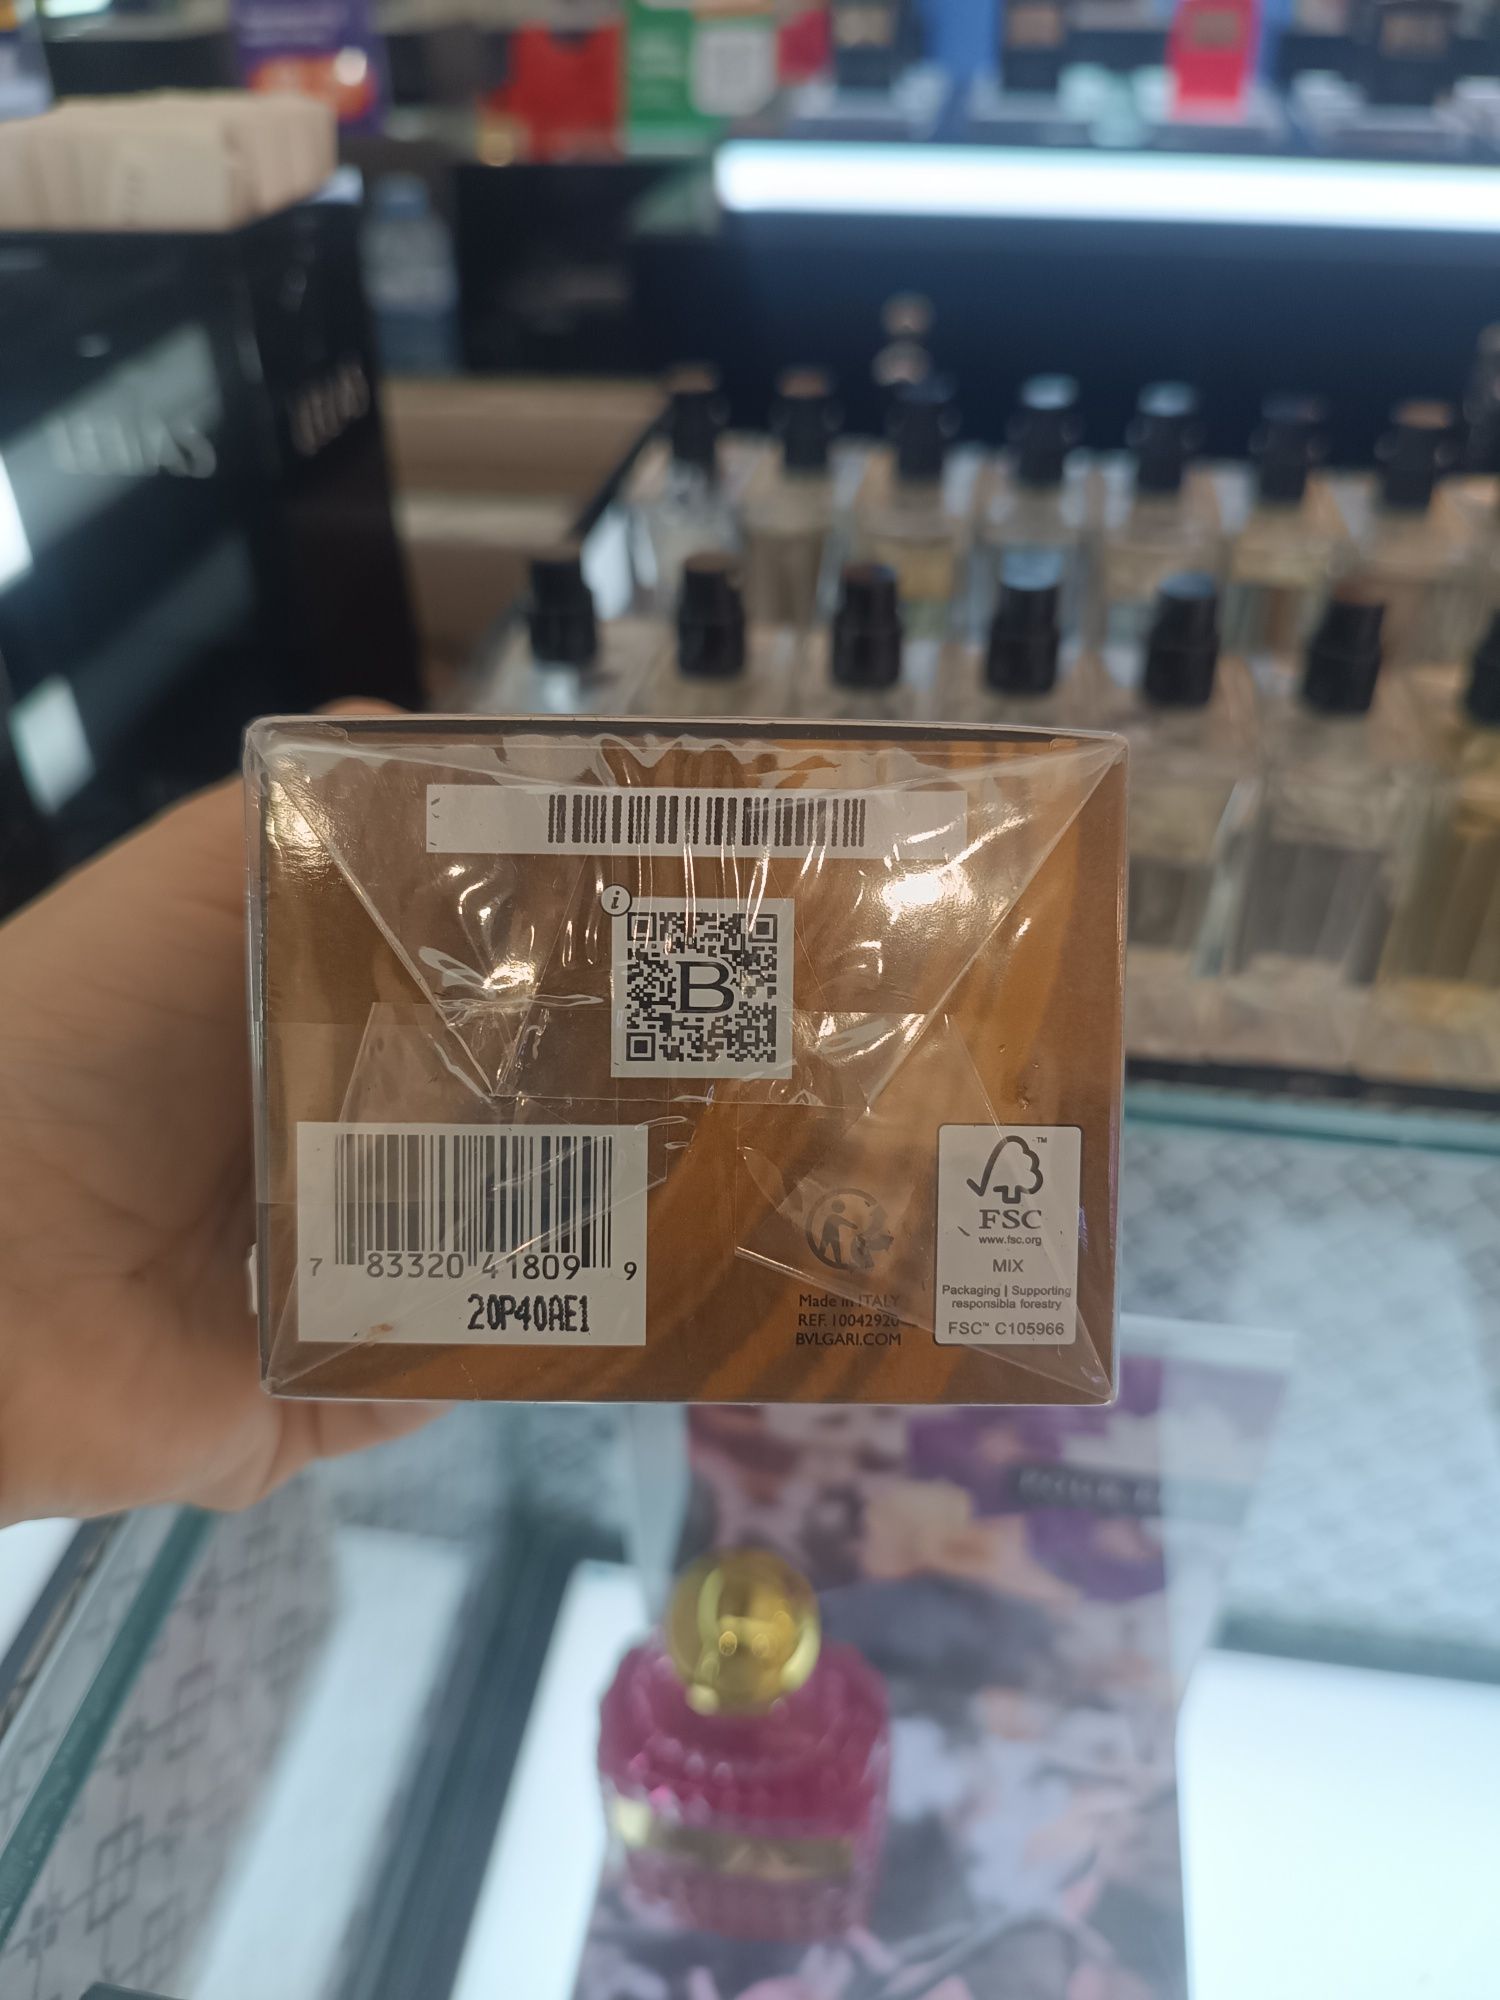 i
B
7 83320 41809 9
20P40AE1
Made in ITALY
REF. 10042920
BVLGARI.COM
FSC™
www.fsc.org
MIX
Packaging | Supporting
responsible forestry
FSC™ C105966